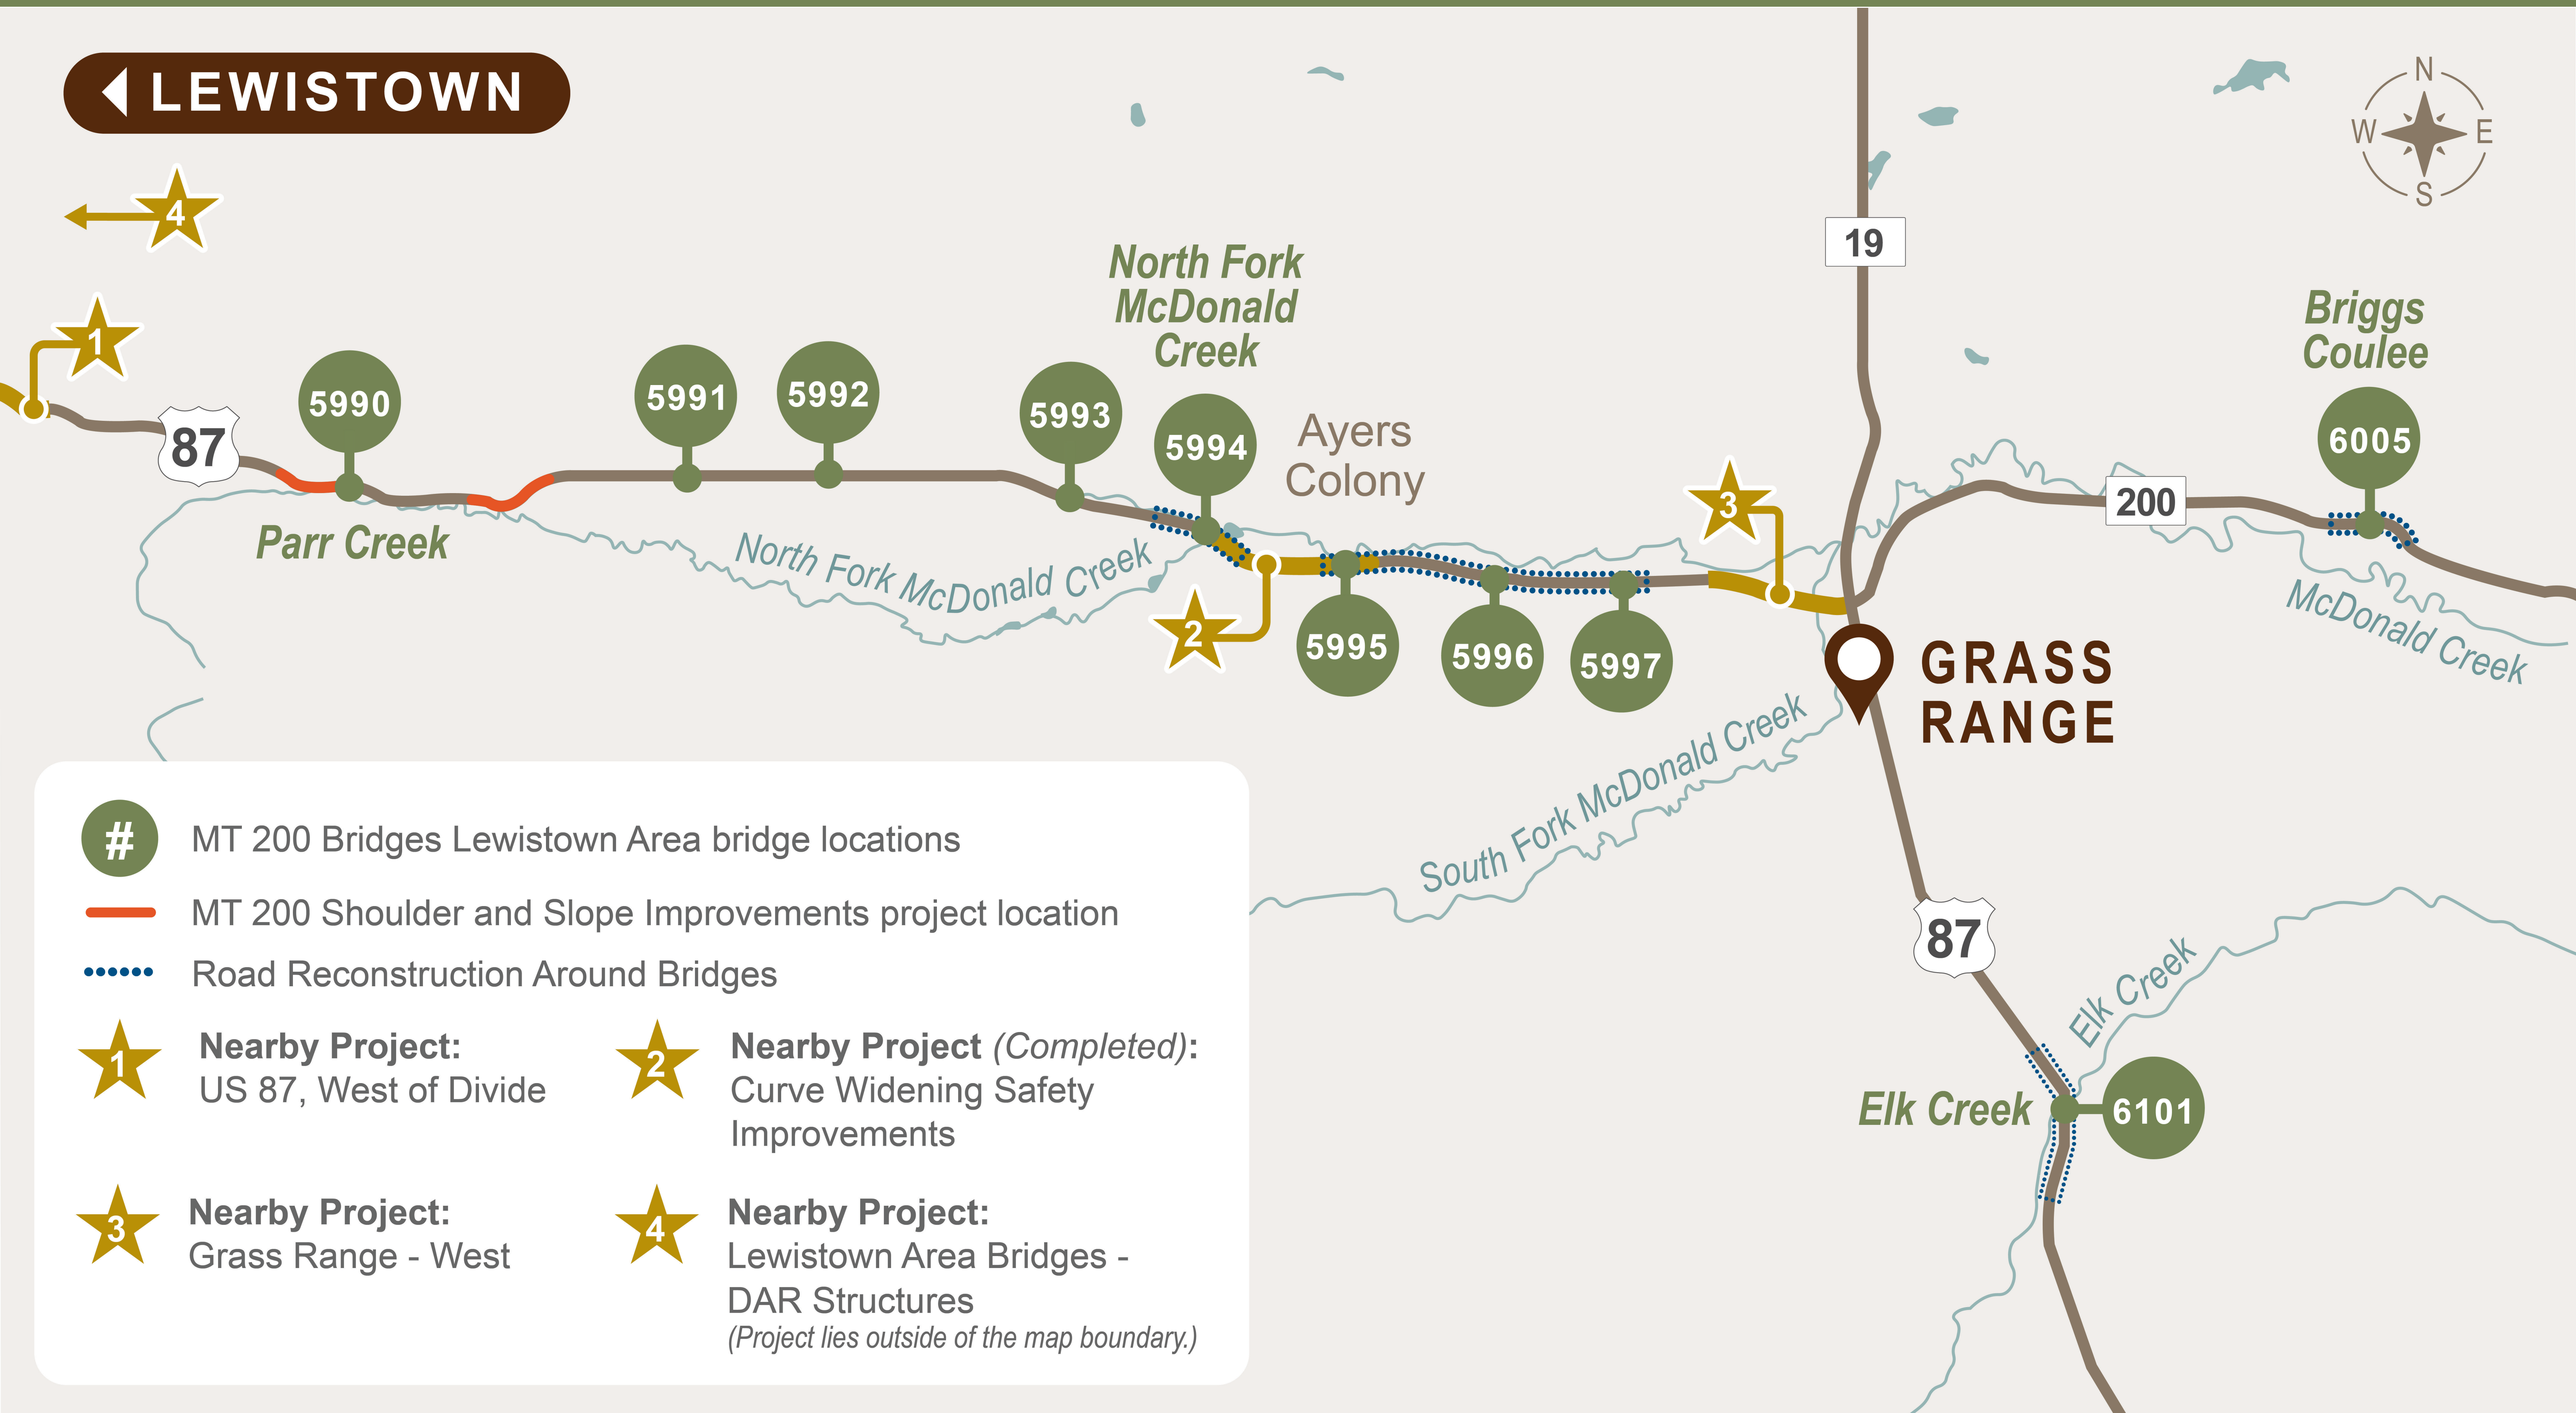 LEWISTOWN
N
W
E
S
4
19
North Fork
McDonald
Creek
Briggs
Coulee
1
5990
5991
5992
5993
5994
Ayers
Colony
6005
87
3
200
Parr Creek
North Fork McDonald Creek
2
5995
5996
5997
McDonald Creek
GRASS
RANGE
South Fork McDonald Creek
87
Elk Creek
Elk Creek
6101
# MT 200 Bridges Lewistown Area bridge locations
MT 200 Shoulder and Slope Improvements project location
Road Reconstruction Around Bridges
1
Nearby Project:
US 87, West of Divide
2
Nearby Project (Completed):
Curve Widening Safety
Improvements
3
Nearby Project:
Grass Range - West
4
Nearby Project:
Lewistown Area Bridges -
DAR Structures
(Project lies outside of the map boundary.)